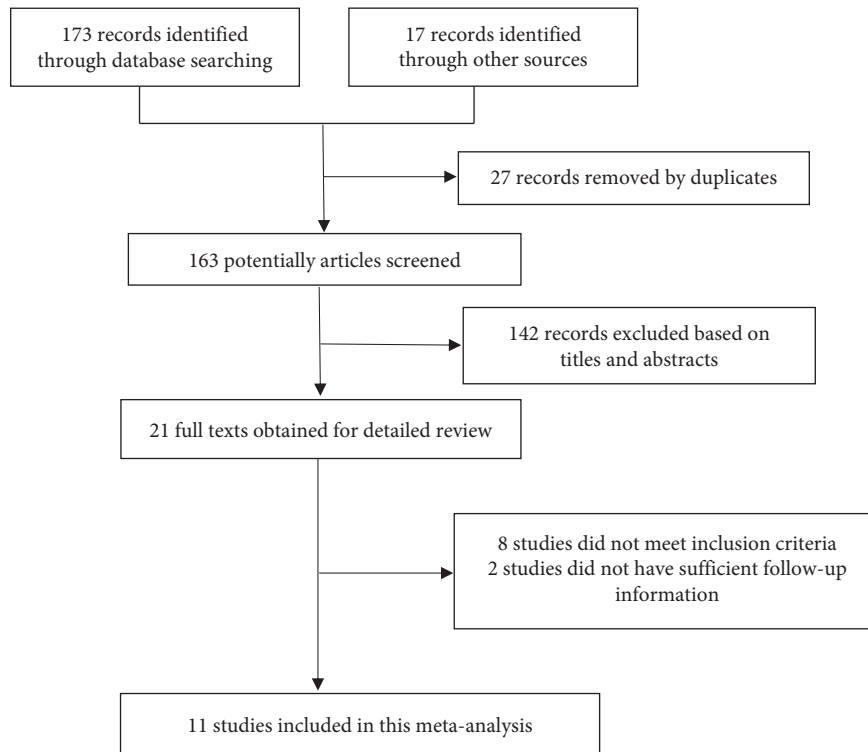 173 records identified
through database searching
17 records identified
through other sources
27 records removed by duplicates
163 potentially articles screened
142 records excluded based on
titles and abstracts
21 full texts obtained for detailed review
8 studies did not meet inclusion criteria
2 studies did not have sufficient follow-up
information
11 studies included in this meta-analysis